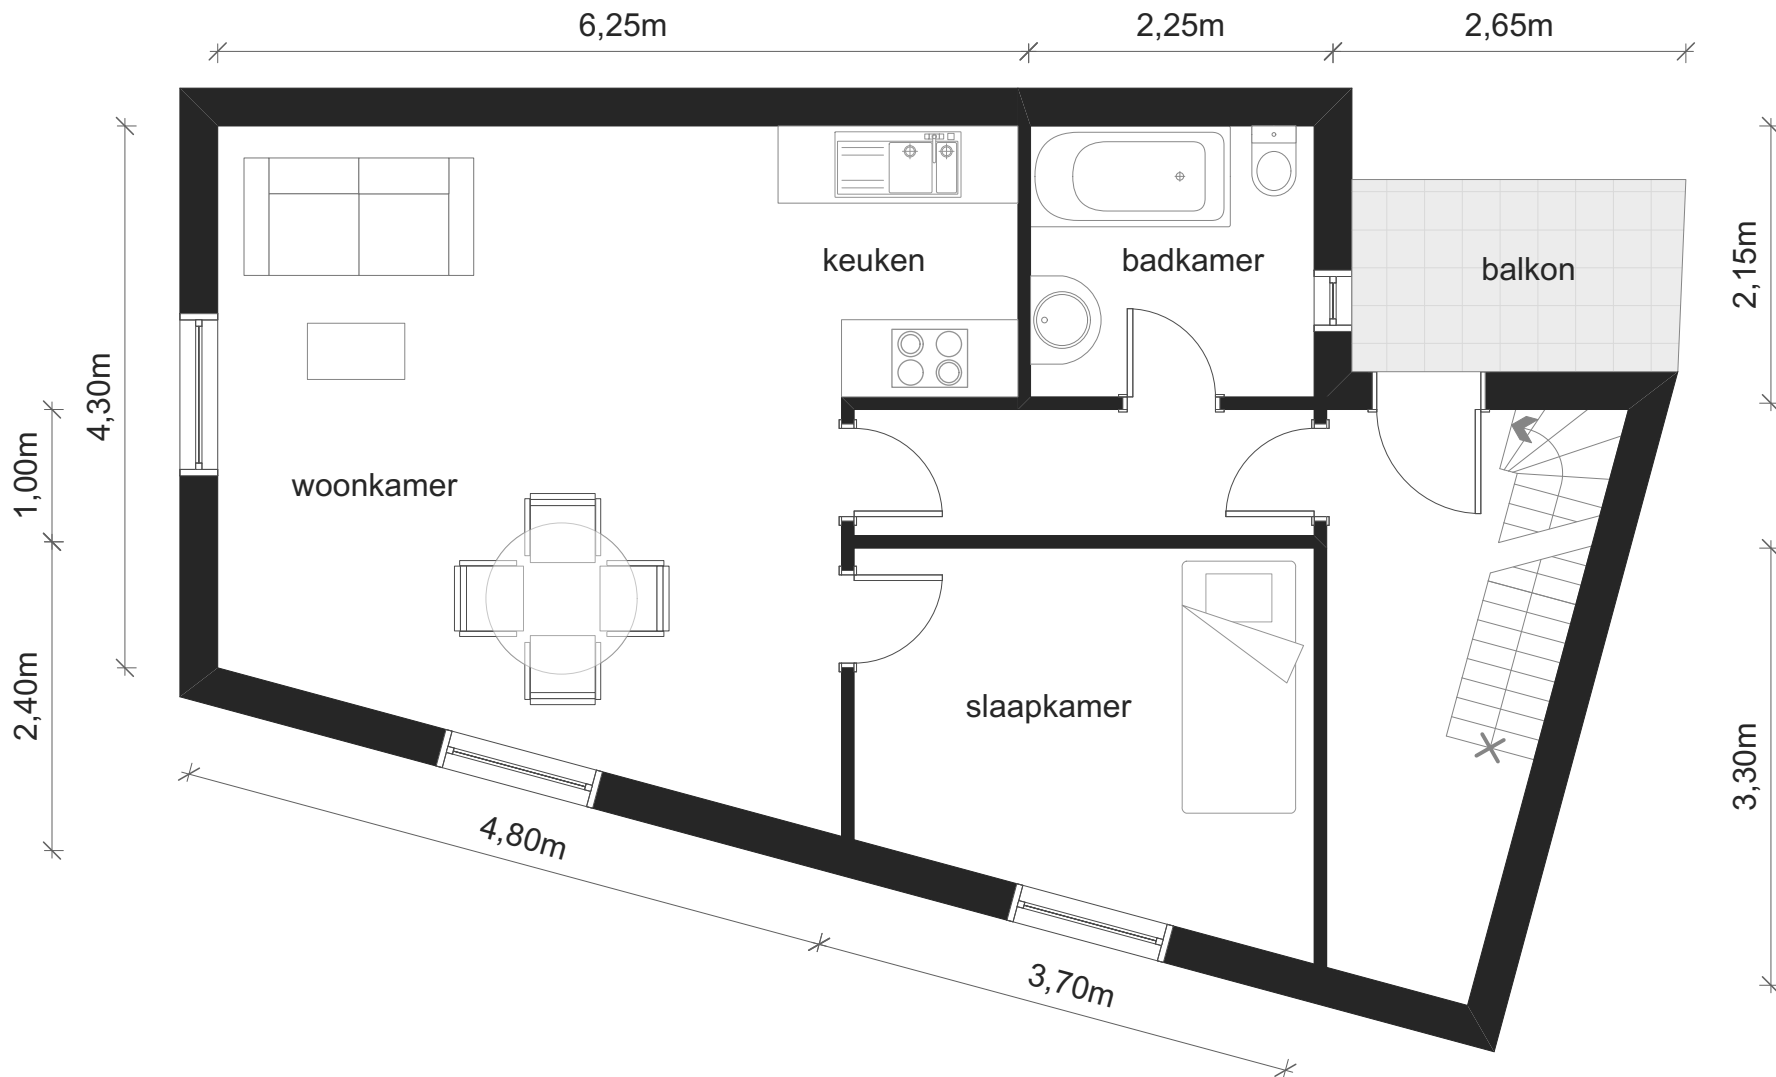 6,25m
2,25m
2,65m
keuken
badkamer
balkon
2,15m
4,30m
1,00m
woonkamer
2,40m
slaapkamer
3,30m
4,80m
3,70m